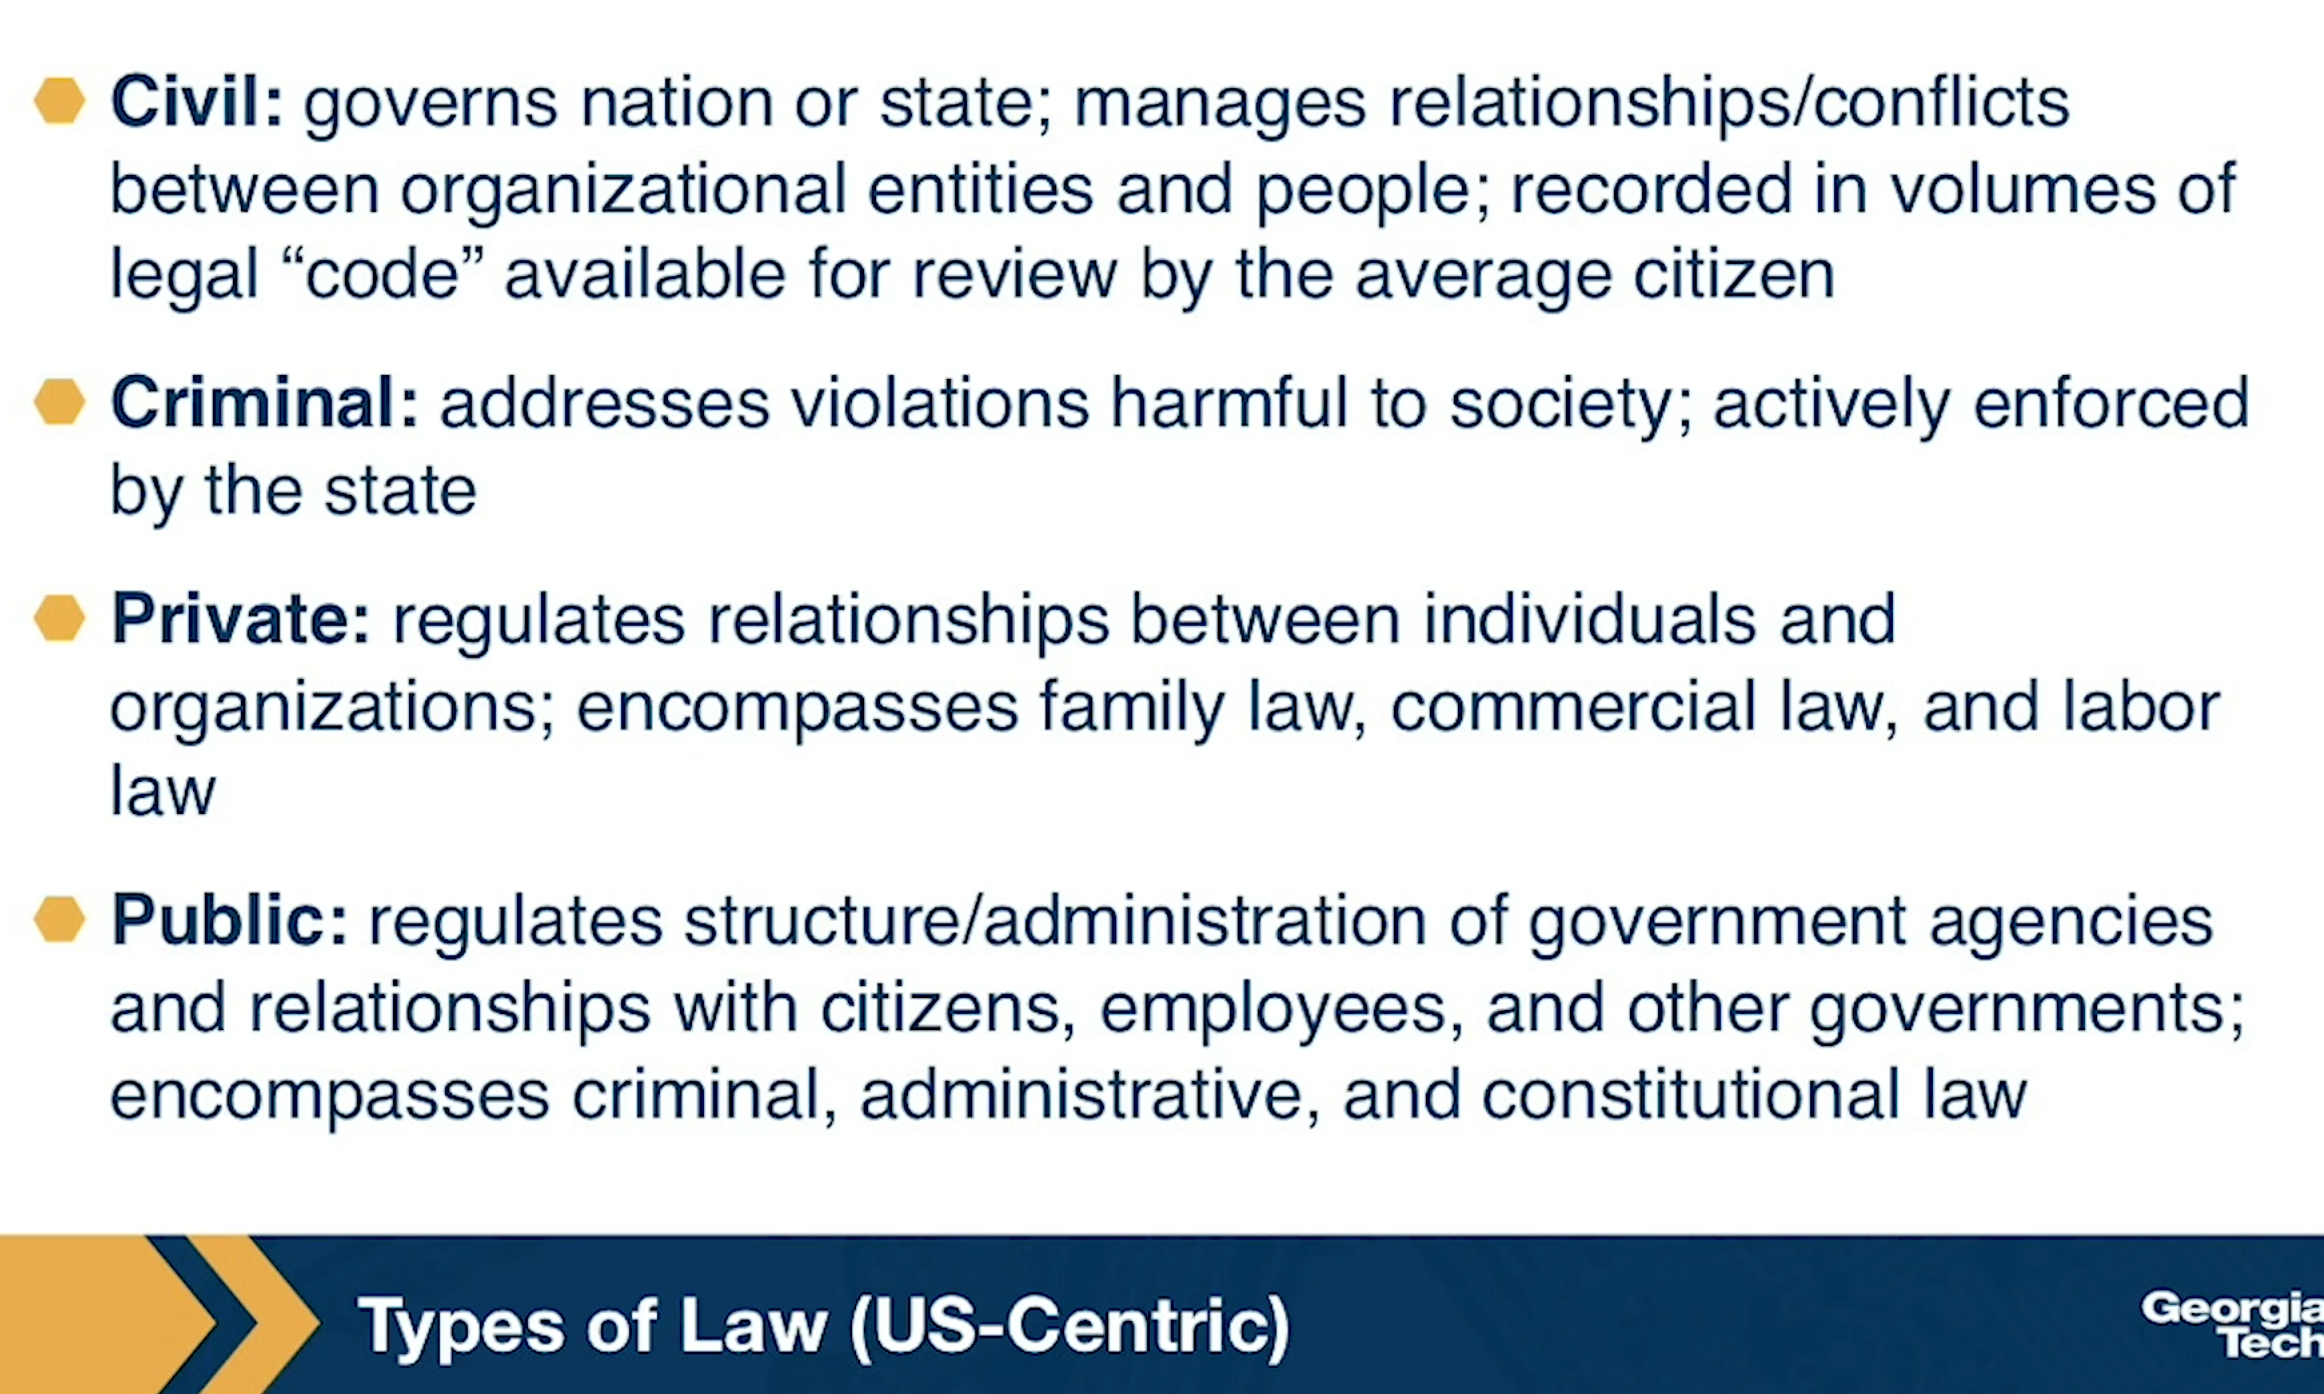 Civil: governs nation or state; manages relationships/conflicts
between organizational entities and people; recorded in volumes of
legal “code” available for review by the average citizen
Criminal: addresses violations harmful to society; actively enforced
by the state
Private: regulates relationships between individuals and
organizations; encompasses family law, commercial law, and labor
law
Public: regulates structure/administration of government agencies
and relationships with citizens, employees, and other governments;
encompasses criminal, administrative, and constitutional law
Types of Law (US-Centric)
Georgia
Tech